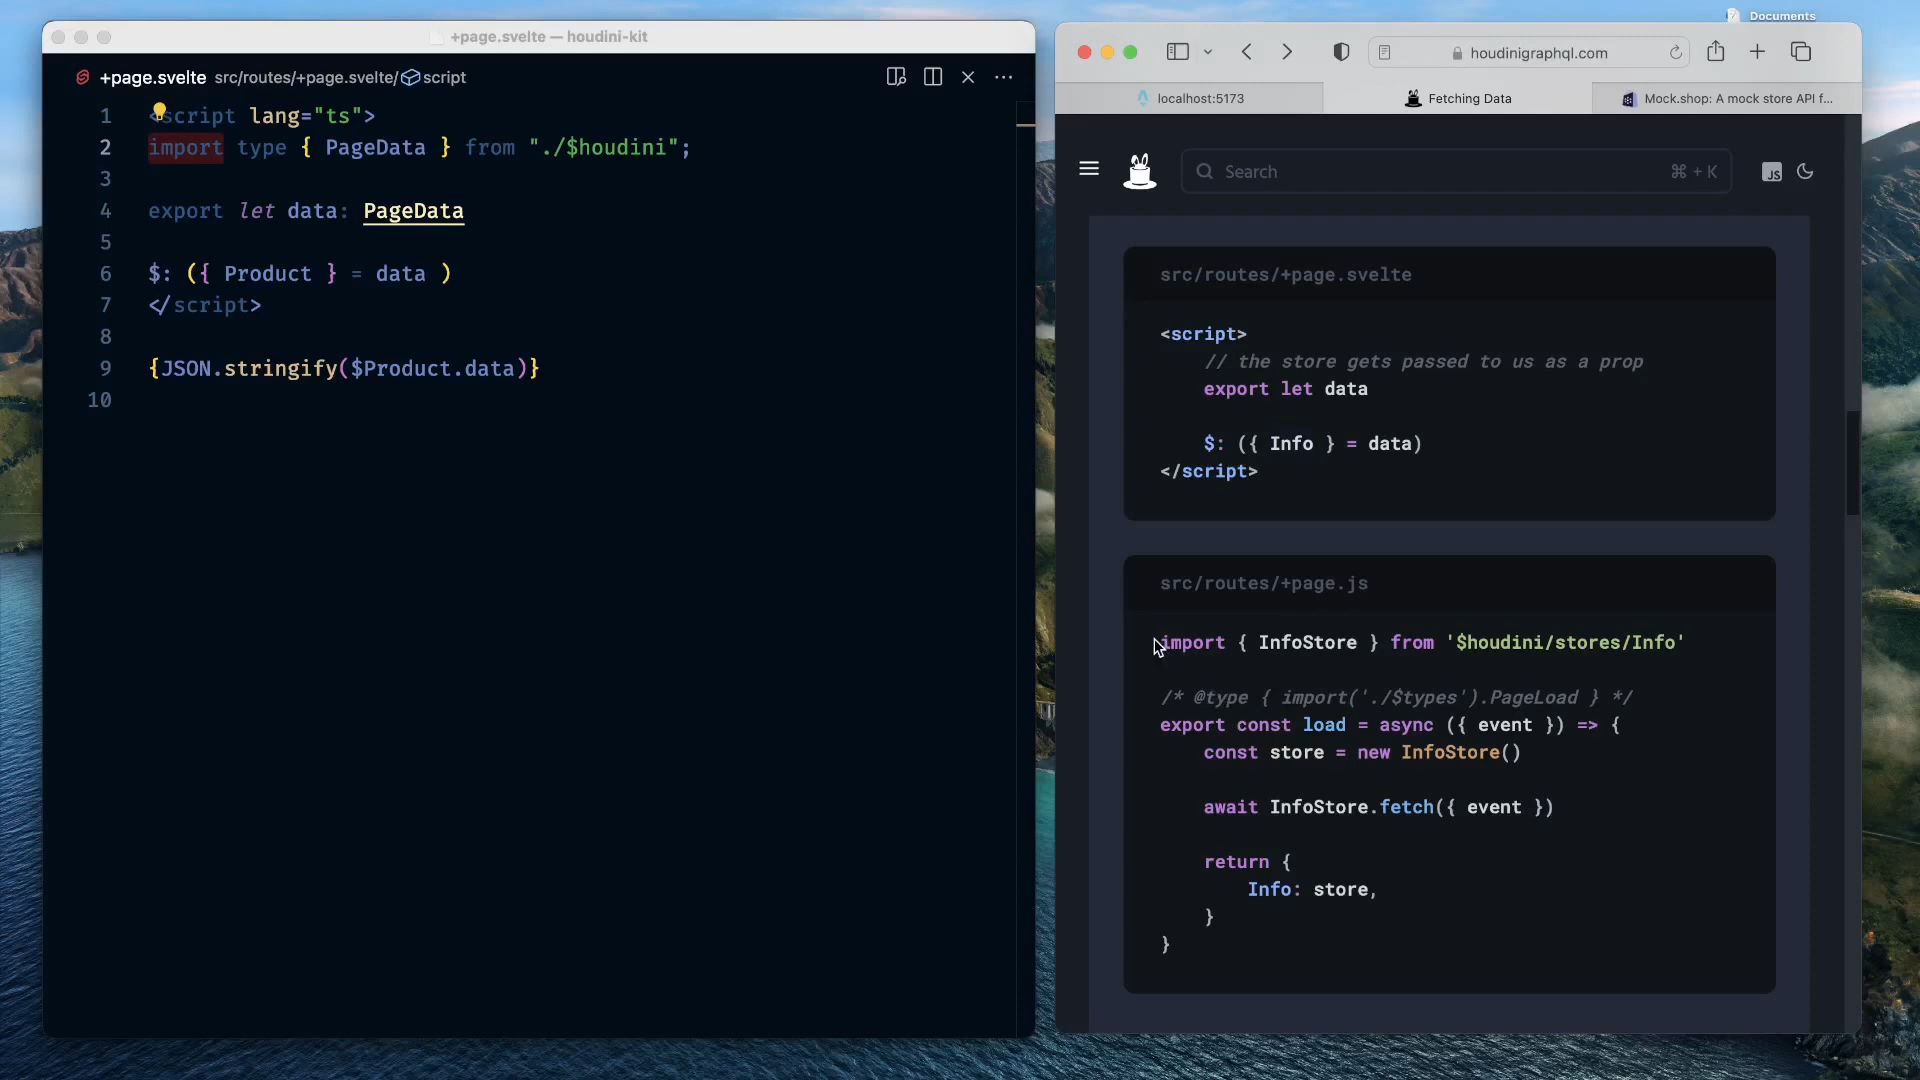 Documents
+page.svelte — houdini-kit
+page.svelte src/routes/+page.svelte/ script
1 <script lang="ts">
2 import type { PageData } from "./$houdini";
3
4 export let data: PageData
5
6 $: ({ Product } = data )
7 </script>
8
9 {JSON.stringify($Product.data)}
10
houdinigraphql.com
localhost:5173
Fetching Data
Mock.shop: A mock store API f...
Search ⌘ + K
JS
src/routes/+page.svelte
<script>
// the store gets passed to us as a prop
export let data
$: ({ Info } = data)
</script>
src/routes/+page.js
import { InfoStore } from '$houdini/stores/Info'
/* @type { import('./$types').PageLoad } */
export const load = async ({ event }) => {
const store = new InfoStore()
await InfoStore.fetch({ event })
return {
Info: store,
}
}